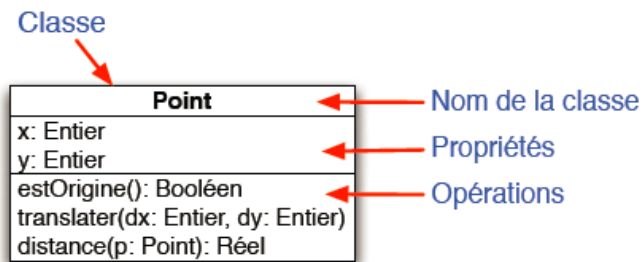 Classe
Point
Nom de la classe
x: Entier
y: Entier
Propriétés
estOrigine(): Booléen
Opérations
translater(dx: Entier, dy: Entier)
distance(p: Point): Réel